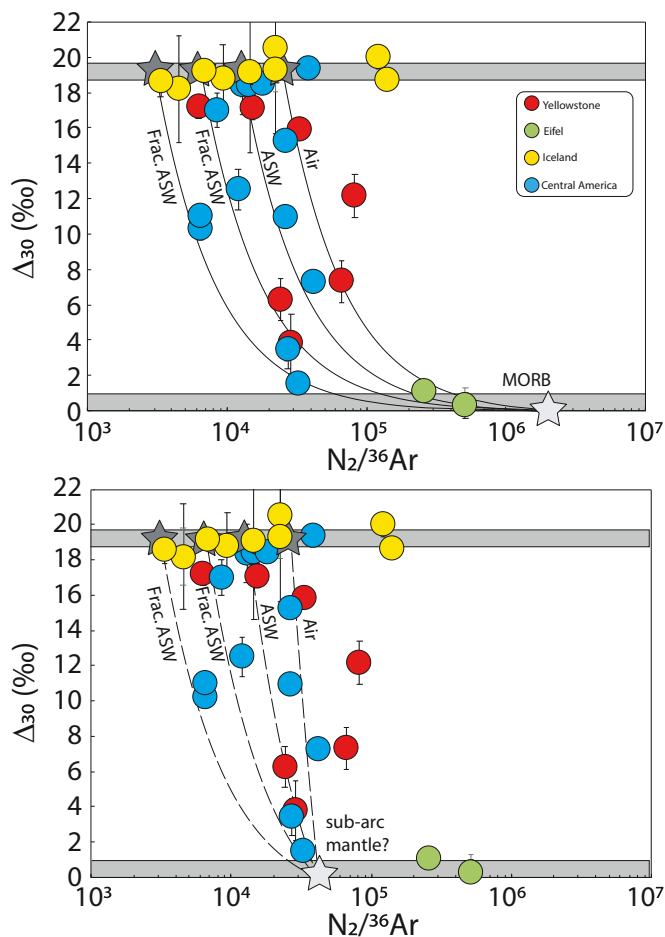 22
20
18
16
14
12
10
8
6
4
2
0
Δ30 (‰)
Frac. ASW
Frac. ASW
ASW
Air
Yellowstone
Eifel
Iceland
Central America
MORB
10³ 10⁴ 10⁵ 10⁶ 10⁷
N₂/³⁶Ar
22
20
18
16
14
12
10
8
6
4
2
0
Δ30 (‰)
Frac. ASW
Frac. ASW
ASW
Air
sub-arc
mantle?
10³ 10⁴ 10⁵ 10⁶ 10⁷
N₂/³⁶Ar